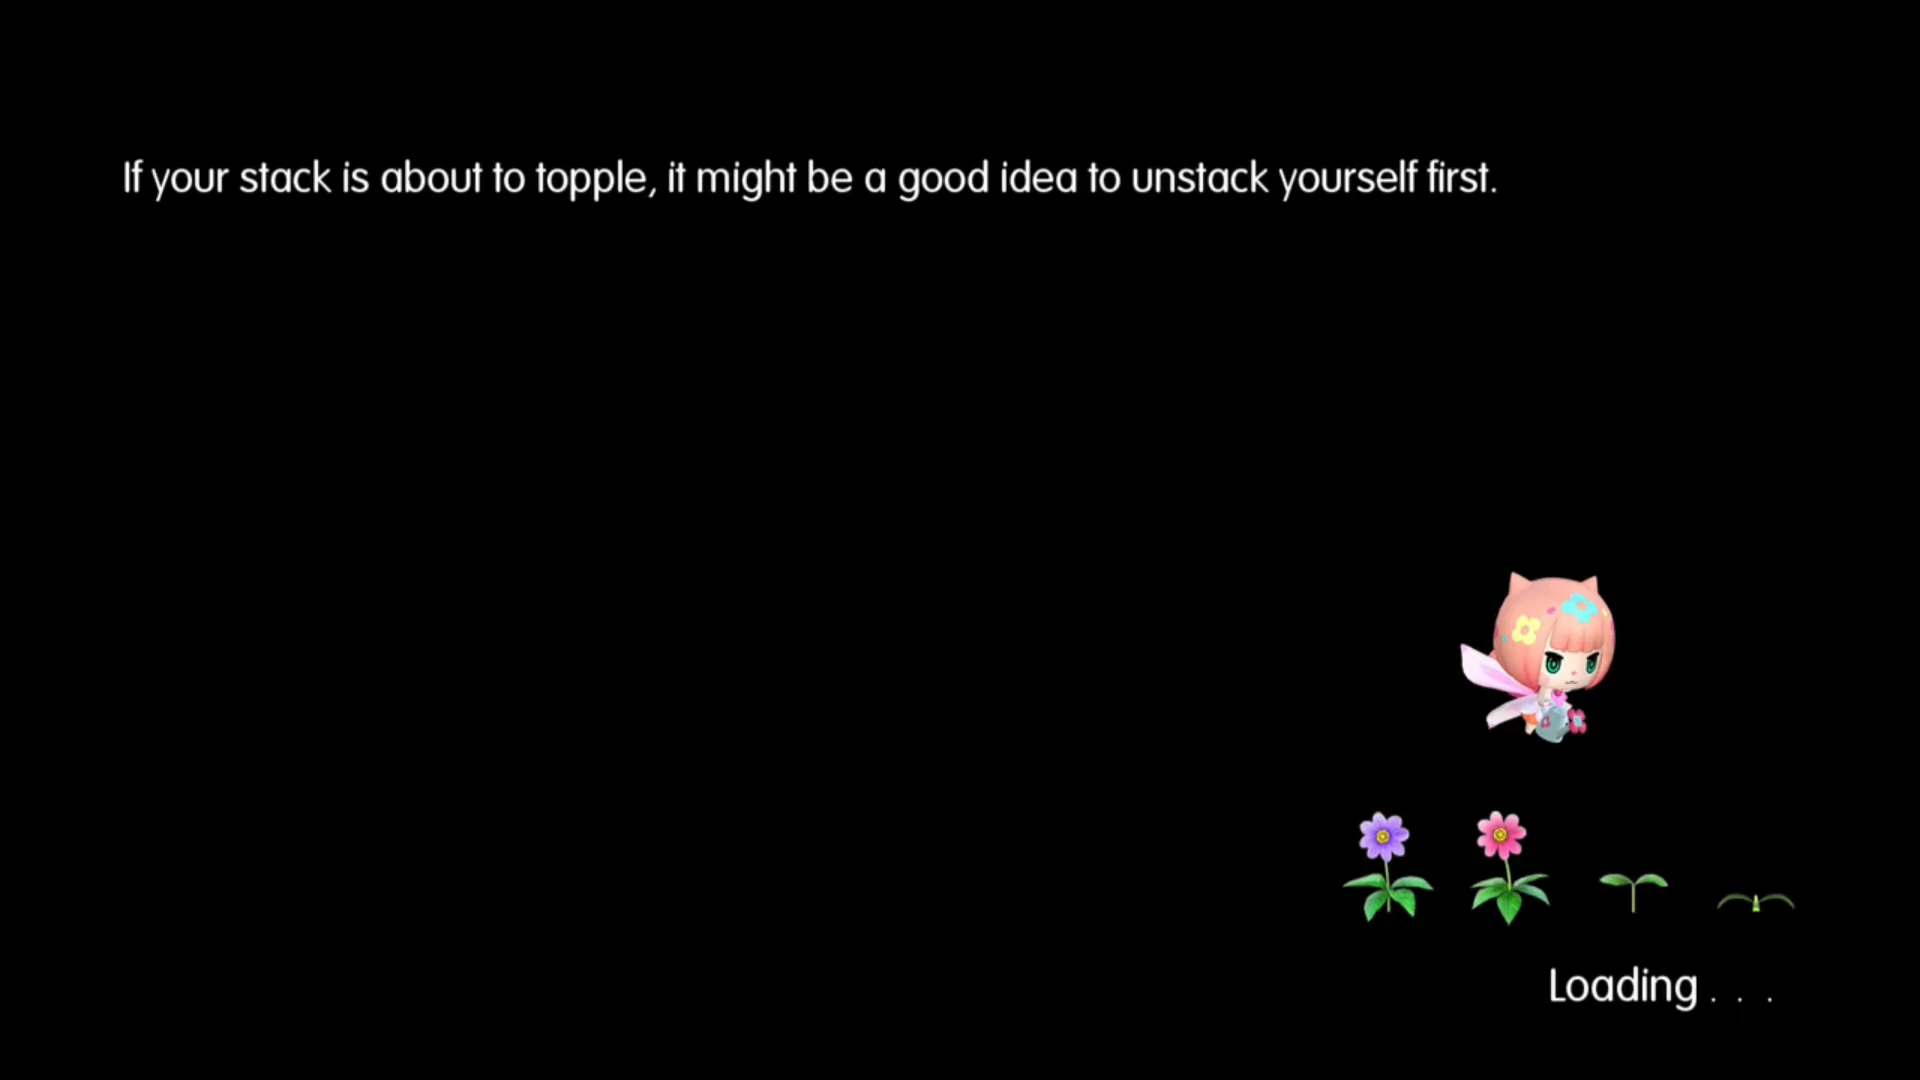 If your stack is about to topple, it might be a good idea to unstack yourself first.
Loading . . .